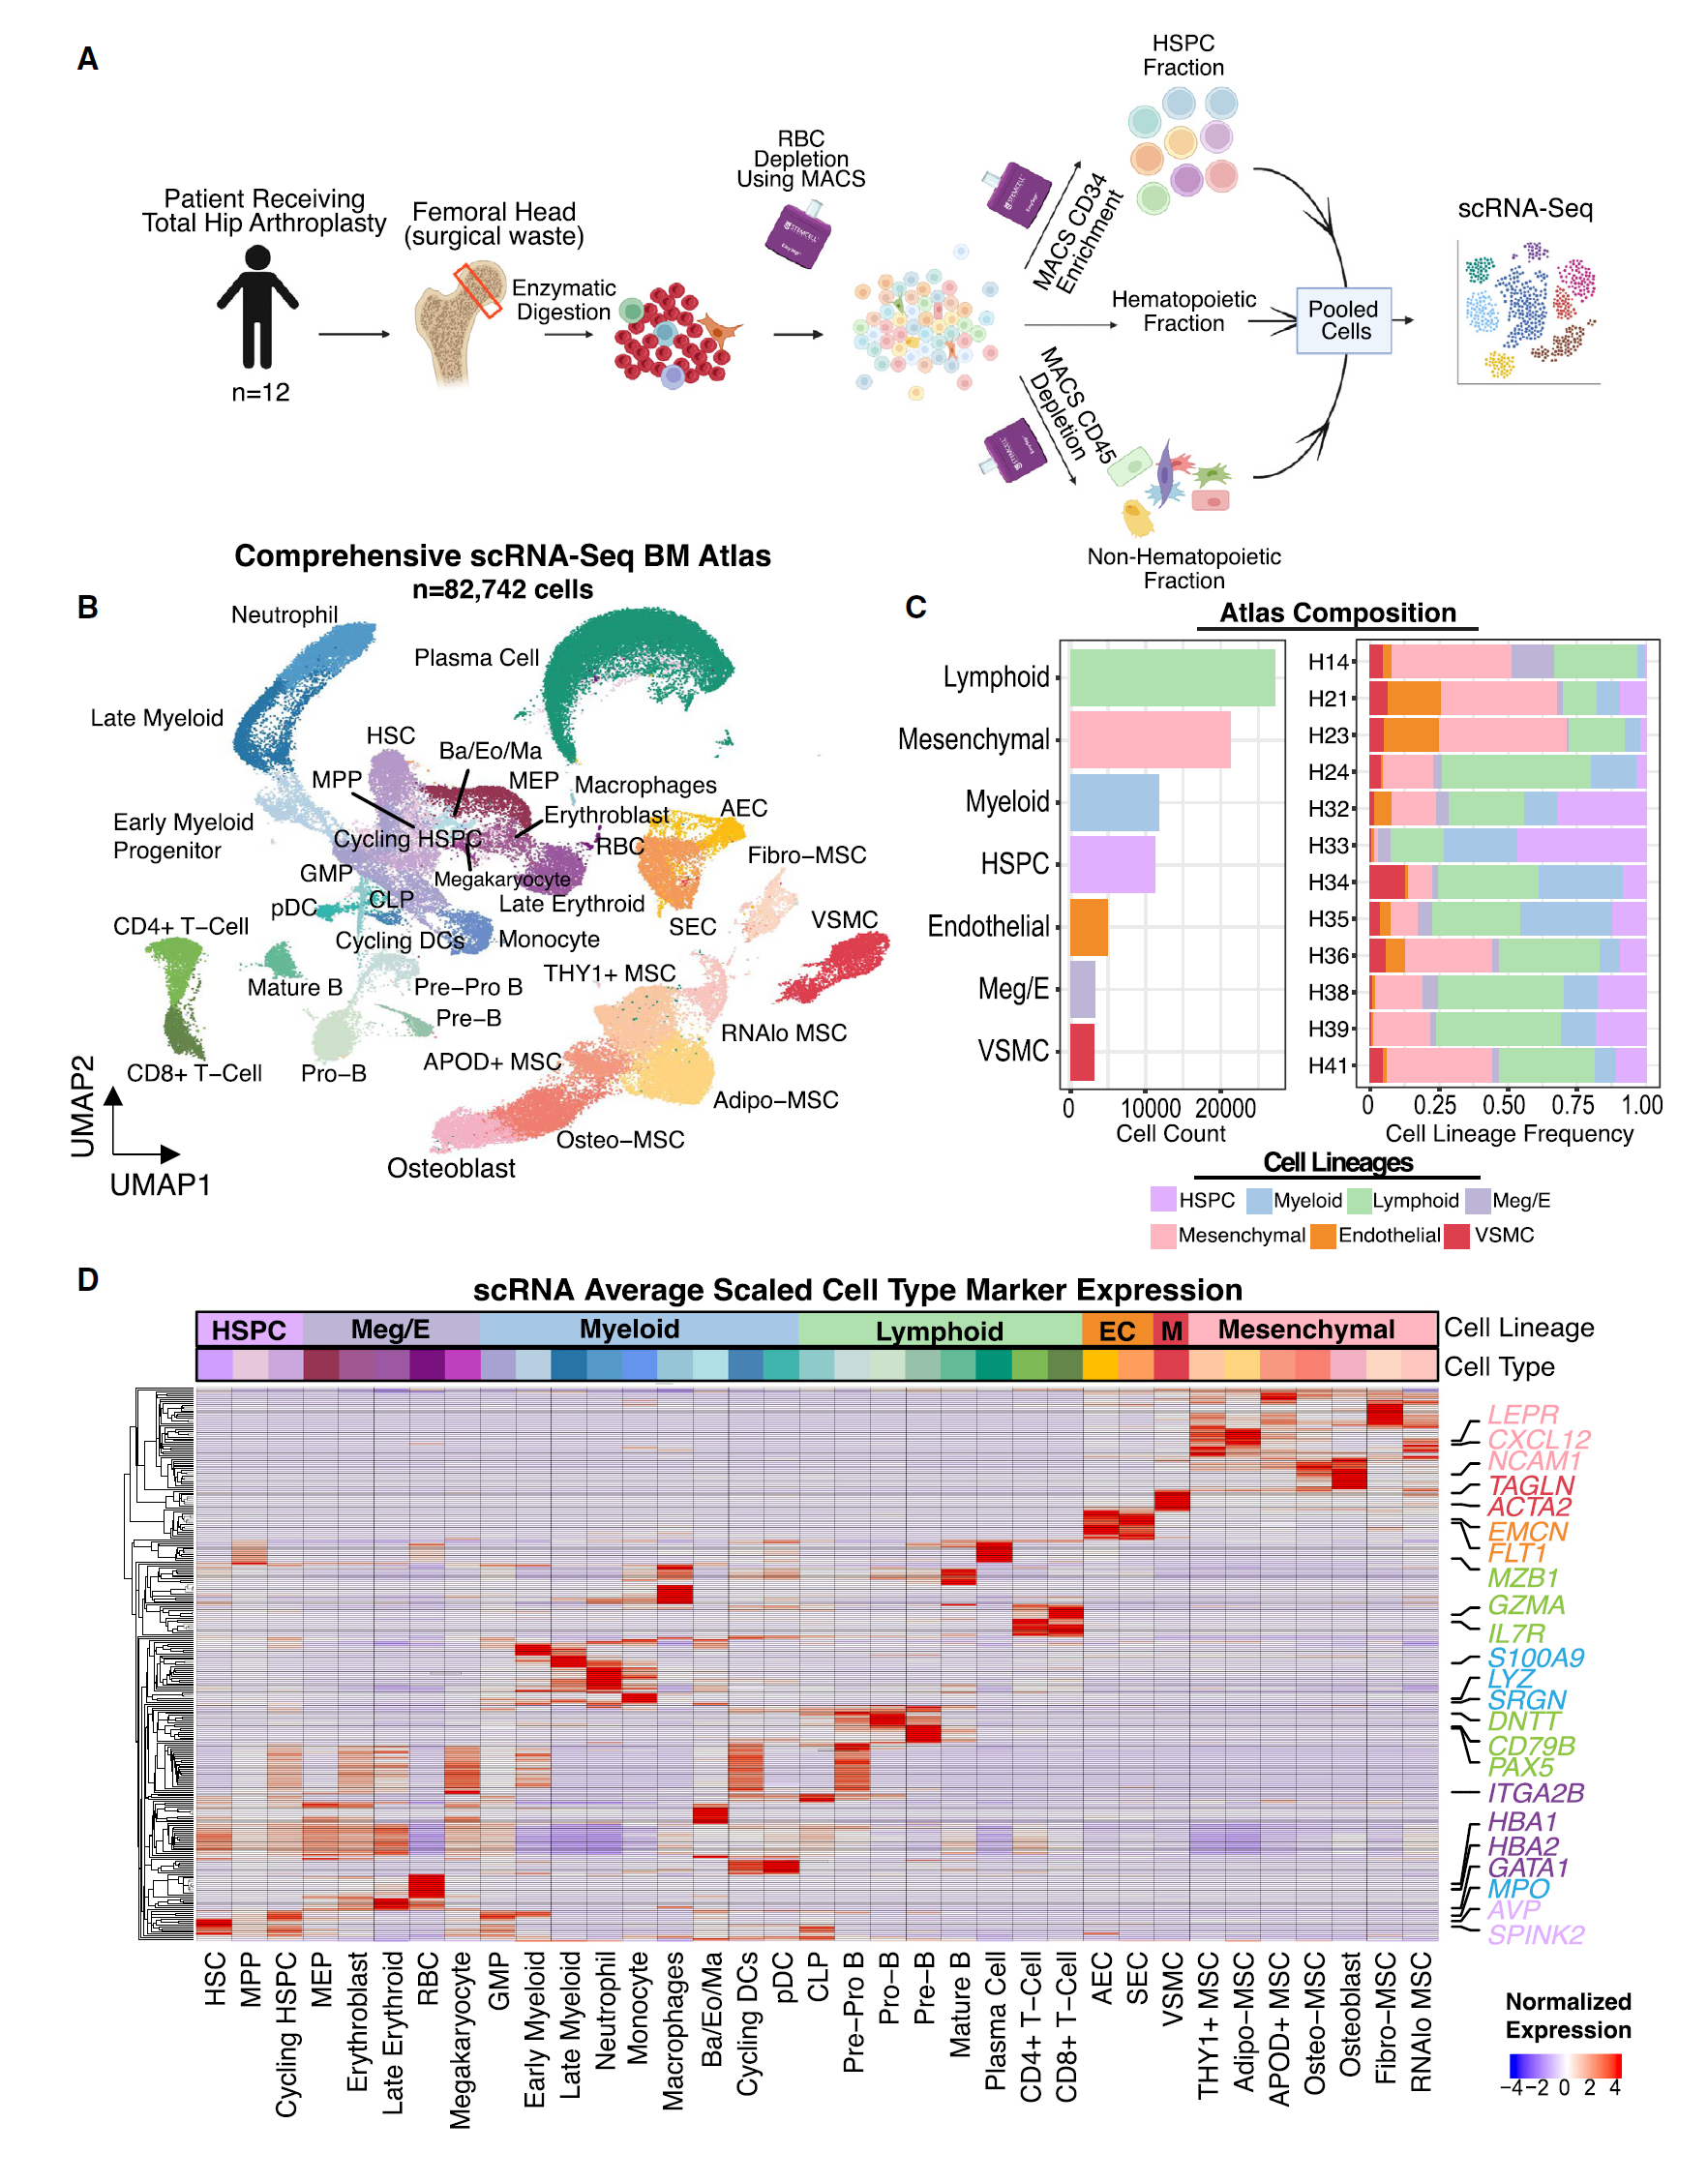 A
Patient Receiving
Total Hip Arthroplasty
n=12
Femoral Head
(surgical waste)
Enzymatic
Digestion
RBC
Depletion
Using MACS
STEMCELL
MACS CD34
Enrichment
HSPC
Fraction
Hematopoietic
Fraction
MACS CD45
Depletion
Non-Hematopoietic
Fraction
Pooled
Cells
scRNA-Seq
B
Comprehensive scRNA-Seq BM Atlas
n=82,742 cells
Neutrophil
Plasma Cell
Late Myeloid
HSC
Ba/Eo/Ma
MPP
MEP
Macrophages
Early Myeloid
Progenitor
Cycling HSPC
Erythroblast
AEC
RBC
Fibro-MSC
GMP
Megakaryocyte
CLP
pDC
Late Erythroid
SEC
VSMC
CD4+ T-Cell
Cycling DCs
Monocyte
THY1+ MSC
Mature B
Pre-Pro B
Pre-B
RNAlo MSC
APOD+ MSC
CD8+ T-Cell
Pro-B
Adipo-MSC
Osteo-MSC
Osteoblast
UMAP2
UMAP1
C
Atlas Composition
Lymphoid
Mesenchymal
Myeloid
HSPC
Endothelial
Meg/E
VSMC
0 10000 20000
Cell Count
H14
H21
H23
H24
H32
H33
H34
H35
H36
H38
H39
H41
0 0.25 0.50 0.75 1.00
Cell Lineage Frequency
Cell Lineages
HSPC Myeloid Lymphoid Meg/E
Mesenchymal Endothelial VSMC
D
scRNA Average Scaled Cell Type Marker Expression
HSPC Meg/E Myeloid Lymphoid EC M Mesenchymal
Cell Lineage
Cell Type
LEPR
CXCL12
NCAM1
TAGLN
ACTA2
EMCN
FLT1
MZB1
GZMA
IL7R
S100A9
LYZ
SRGN
DNTT
CD79B
PAX5
ITGA2B
HBA1
HBA2
GATA1
MPO
AVP
SPINK2
HSC
MPP
Cycling HSPC
MEP
Erythroblast
Late Erythroid
RBC
Megakaryocyte
GMP
Early Myeloid
Late Myeloid
Neutrophil
Monocyte
Macrophages
Ba/Eo/Ma
Cycling DCs
pDC
CLP
Pre-Pro B
Pro-B
Pre-B
Mature B
Plasma Cell
CD4+ T-Cell
CD8+ T-Cell
AEC
SEC
VSMC
THY1+ MSC
Adipo-MSC
APOD+ MSC
Osteo-MSC
Osteoblast
Fibro-MSC
RNAlo MSC
Normalized
Expression
-4 -2 0 2 4